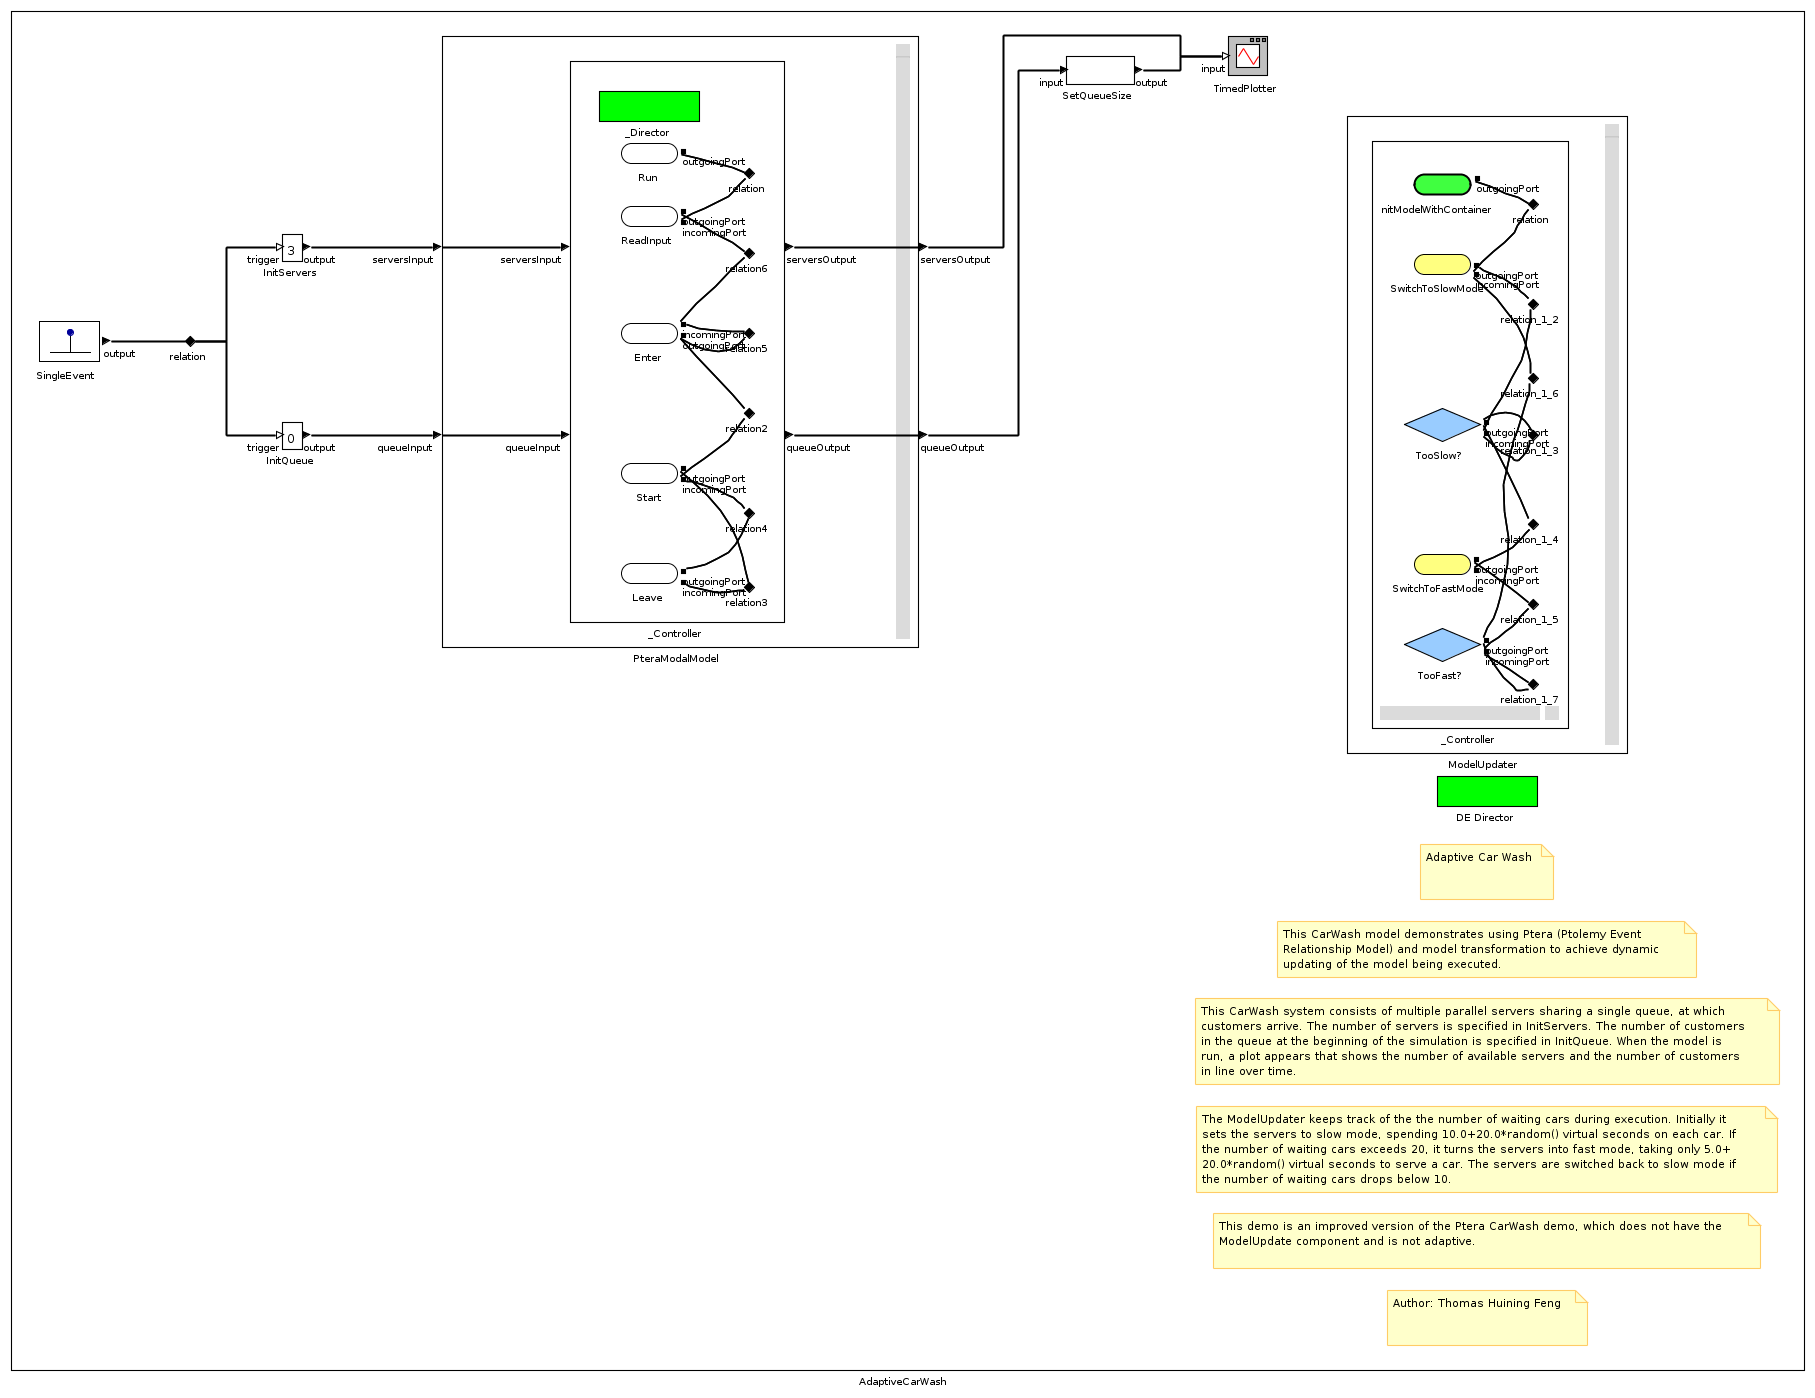 input
output
SetQueueSize
input
TimedPlotter
_Director
outgoingPort
Run
relation
outgoingPort
incomingPort
ReadInput
relation6
trigger
3
output
InitServers
serversInput
serversInput
serversOutput
serversOutput
incomingPort
outgoingPort
relation5
Enter
output
relation
SingleEvent
relation2
trigger
0
output
InitQueue
queueInput
queueInput
queueOutput
queueOutput
outgoingPort
incomingPort
Start
relation4
outgoingPort
incomingPort
Leave
relation3
_Controller
PteraModalModel
outgoingPort
nitModelWithContainer
relation
outgoingPort
incomingPort
SwitchToSlowMode
relation_1_2
relation_1_6
outgoingPort
incomingPort
relation_1_3
TooSlow?
relation_1_4
outgoingPort
incomingPort
SwitchToFastMode
relation_1_5
outgoingPort
incomingPort
TooFast?
relation_1_7
_Controller
ModelUpdater
DE Director
Adaptive Car Wash
This CarWash model demonstrates using Ptera (Ptolemy Event
Relationship Model) and model transformation to achieve dynamic
updating of the model being executed.
This CarWash system consists of multiple parallel servers sharing a single queue, at which
customers arrive. The number of servers is specified in InitServers. The number of customers
in the queue at the beginning of the simulation is specified in InitQueue. When the model is
run, a plot appears that shows the number of available servers and the number of customers
in line over time.
The ModelUpdater keeps track of the the number of waiting cars during execution. Initially it
sets the servers to slow mode, spending 10.0+20.0*random() virtual seconds on each car. If
the number of waiting cars exceeds 20, it turns the servers into fast mode, taking only 5.0+
20.0*random() virtual seconds to serve a car. The servers are switched back to slow mode if
the number of waiting cars drops below 10.
This demo is an improved version of the Ptera CarWash demo, which does not have the
ModelUpdate component and is not adaptive.
Author: Thomas Huining Feng
AdaptiveCarWash